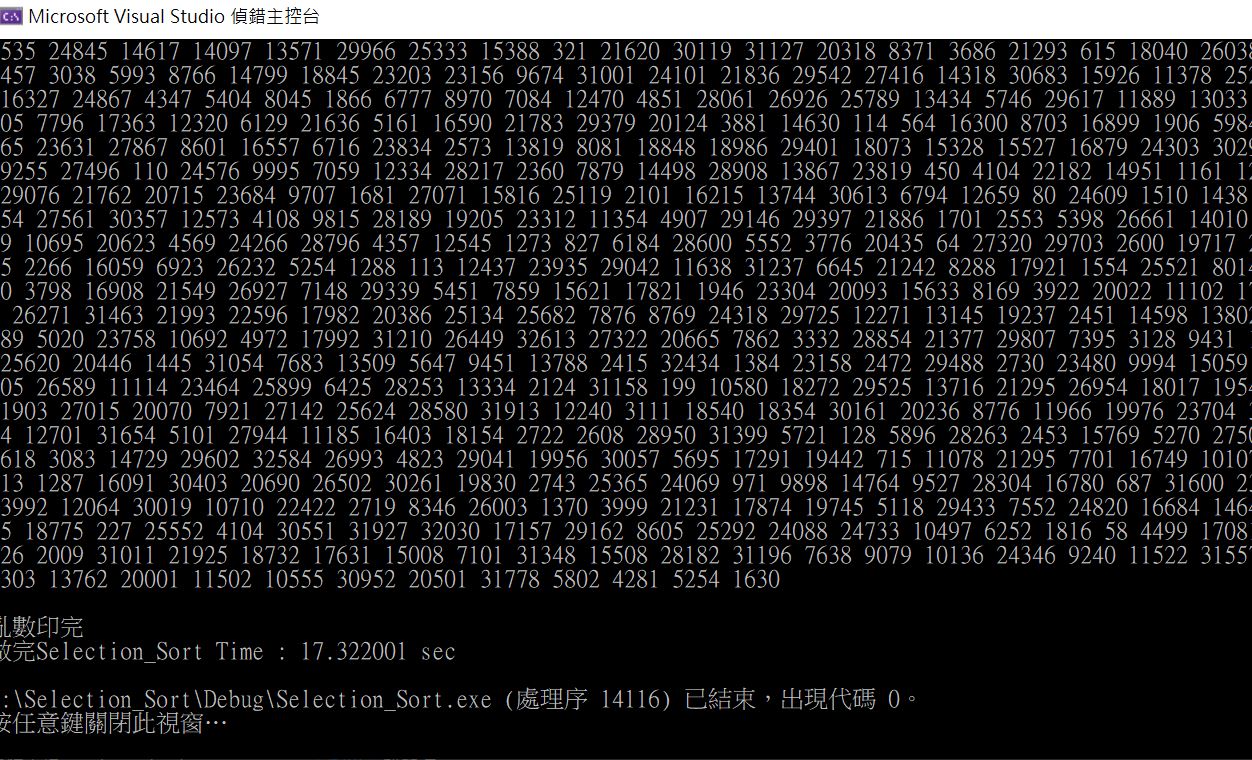 Microsoft Visual Studio 偵錯主控台
535 24845 14617 14097 13571 29966 25333 15388 321 21620 30119 31127 20318 8371 3686 21293 615 18040 26039
457 3038 5993 8766 14799 18845 23203 23156 9674 31001 24101 21836 29542 27416 14318 30683 15926 11378
16327 24867 4347 5404 8045 1866 6777 8970 7084 12470 4851 28061 26926 25789 13434 5746 29617 11889 13033
05 7796 17363 12320 6129 21636 5161 16590 21783 29379 20124 3881 14630 114 564 16300 8703 16899 1906 5984
65 23631 27867 8601 16557 6716 23834 2573 13819 8081 18848 18986 29401 18073 15328 15527 16879 24303
9255 27496 110 24576 9995 7059 12334 28217 2360 7879 14498 28908 13867 23819 450 4104 22182 14951 1161
29076 21762 20715 23684 9707 1681 27071 15816 25119 2101 16215 13744 30613 6794 12659 80 24609 1510 1438
54 27561 30357 12573 4108 9815 28189 19205 23312 11354 4907 29146 29397 21886 1701 2553 5398 26661 14010
9 10695 20623 4569 24266 28796 4357 12545 1273 827 6184 28600 5552 3776 20435 64 27320 29703 2600 19717
5 2266 16059 6923 26232 5254 1288 113 12437 23935 29042 11638 31237 6645 21242 8288 17921 1554 25521 8014
0 3798 16908 21549 26927 7148 29339 5451 7859 15621 17821 1946 23304 20093 15633 8169 3922 20022 11102
26271 31463 21993 22596 17982 20386 25134 25682 7876 8769 24318 29725 12271 13145 19237 2451 14598 13802
89 5020 23758 10692 4972 17992 31210 26449 32613 27322 20665 7862 3332 28854 21377 29807 7395 3128 9431
25620 20446 1445 31054 7683 13509 5647 9451 13788 2415 32434 1384 23158 2472 29488 2730 23480 9994 15059
05 26589 11114 23464 25899 6425 28253 13334 2124 31158 199 10580 18272 29525 13716 21295 26954 18017 1954
1903 27015 20070 7921 27142 25624 28580 31913 12240 3111 18540 18354 30161 20236 8776 11966 19976 23704
4 12701 31654 5101 27944 11185 16403 18154 2722 2608 28950 31399 5721 128 5896 28263 2453 15769 5270 2750
618 3083 14729 29602 32584 26993 4823 29041 19956 30057 5695 17291 19442 715 11078 21295 7701 16749 10107
13 1287 16091 30403 20690 26502 30261 19830 2743 25365 24069 971 9898 14764 9527 28304 16780 687 31600
3992 12064 30019 10710 22422 2719 8346 26003 1370 3999 21231 17874 19745 5118 29433 7552 24820 16684
5 18775 227 25552 4104 30551 31927 32030 17157 29162 8605 25292 24088 24733 10497 6252 1816 58 4499 1708
26 2009 31011 21925 18732 17631 15008 7101 31348 15508 28182 31196 7638 9079 10136 24346 9240 11522
303 13762 20001 11502 10555 30952 20501 31778 5802 4281 5254 1630
亂數印完
做完Selection_Sort Time : 17.322001 sec
:\Selection_Sort\Debug\Selection_Sort.exe (處理序 14116) 已結束，出現代碼 0。
按任意鍵關閉此視窗…